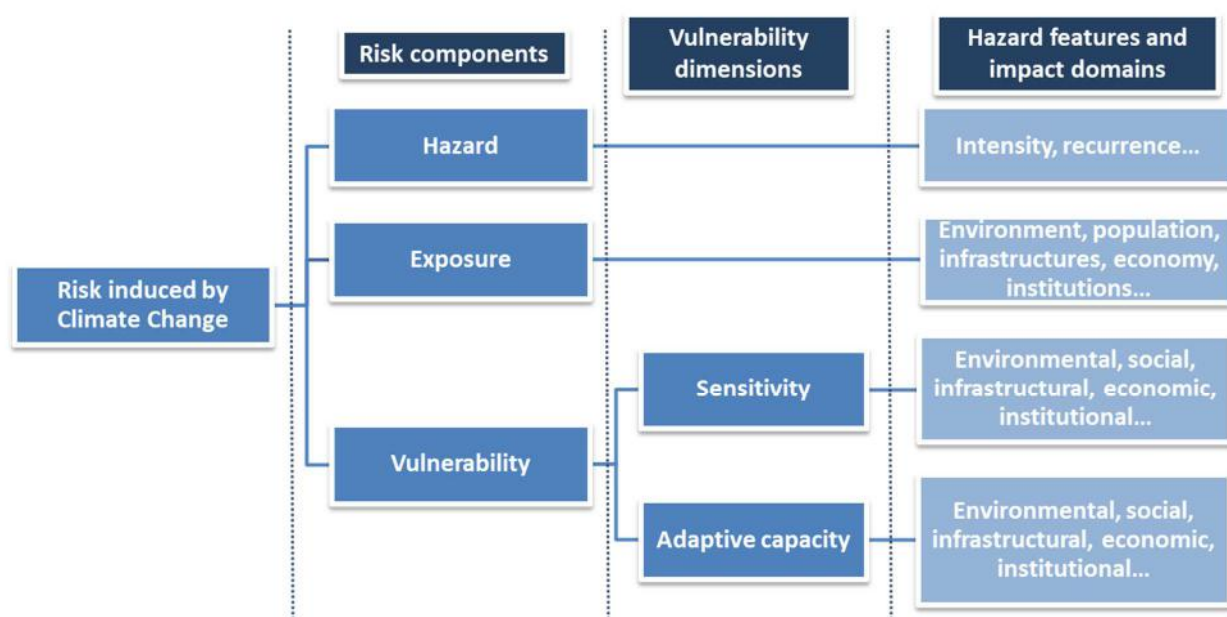 Risk components
Vulnerability
dimensions
Hazard features and
impact domains
Hazard
Intensity, recurrence...
Exposure
Environment, population,
infrastructures, economy,
institutions...
Risk induced by
Climate Change
Sensitivity
Environmental, social,
infrastructural, economic,
institutional...
Vulnerability
Adaptive capacity
Environmental, social,
infrastructural, economic,
institutional...